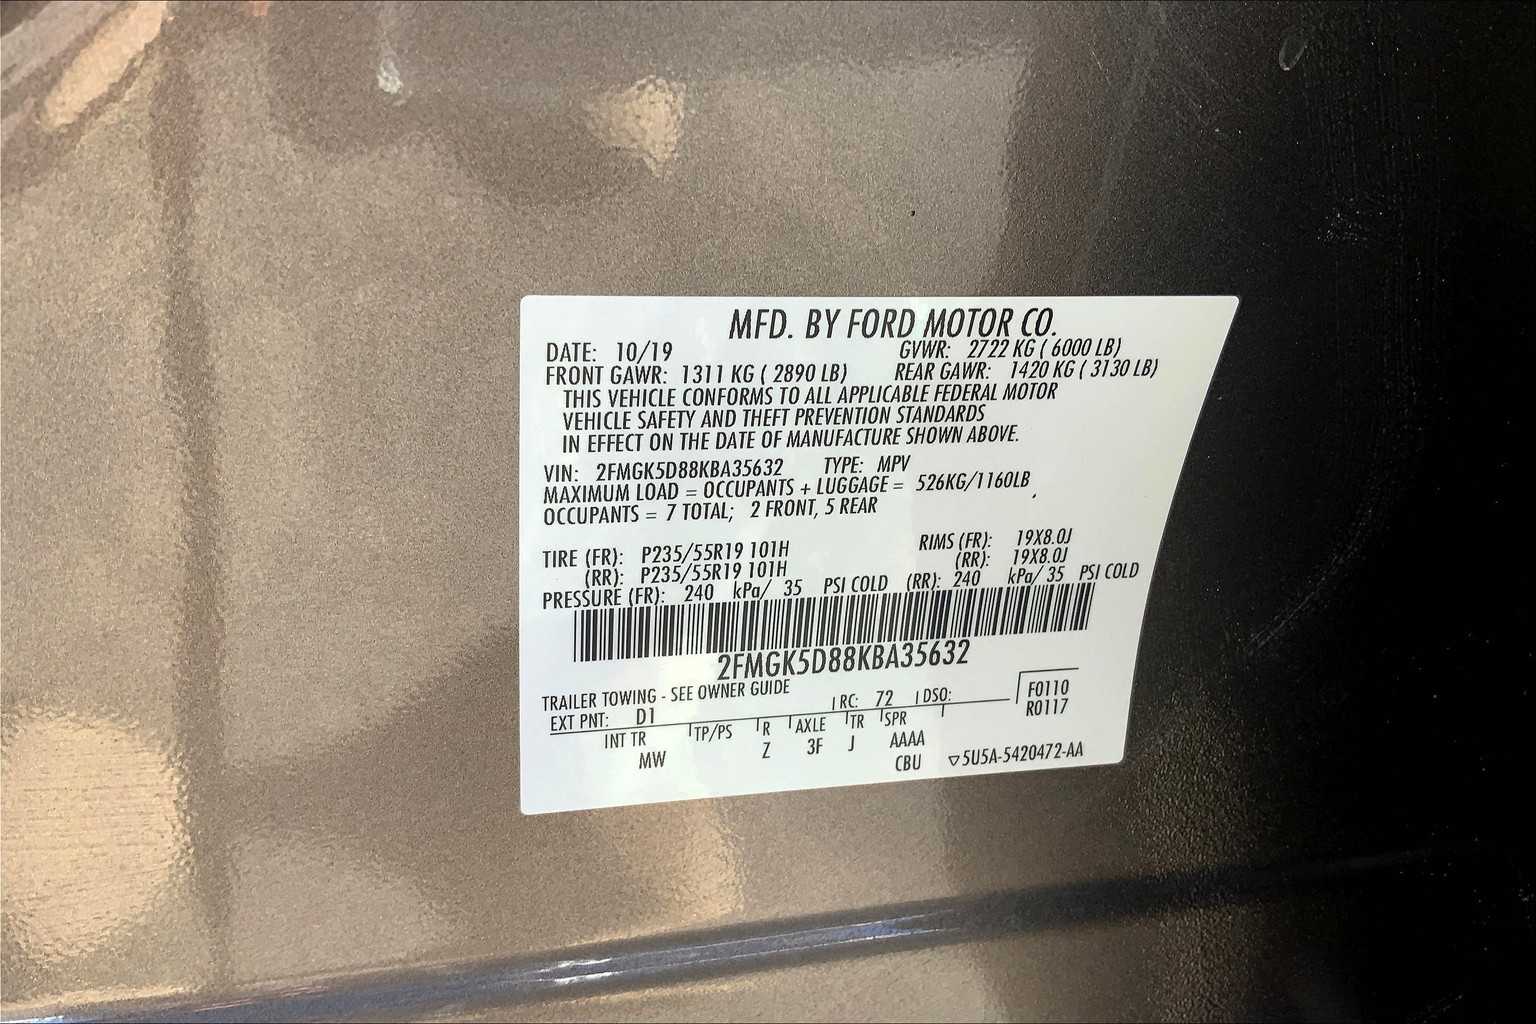 MFD. BY FORD MOTOR CO.
DATE: 10/19 GVWR: 2722 KG ( 6000 LB)
FRONT GAWR: 1311 KG ( 2890 LB) REAR GAWR: 1420 KG ( 3130 LB)
THIS VEHICLE CONFORMS TO ALL APPLICABLE FEDERAL MOTOR
VEHICLE SAFETY AND THEFT PREVENTION STANDARDS
IN EFFECT ON THE DATE OF MANUFACTURE SHOWN ABOVE.
VIN: 2FMGK5D88KBA35632 TYPE: MPV
MAXIMUM LOAD = OCCUPANTS + LUGGAGE = 526KG/1160LB
OCCUPANTS = 7 TOTAL; 2 FRONT, 5 REAR
TIRE (FR): P235/55R19 101H RIMS (FR): 19X8.0J
(RR): P235/55R19 101H (RR): 19X8.0J
PRESSURE (FR): 240 kPa/ 35 PSI COLD (RR): 240 kPa/ 35 PSI COLD
2FMGK5D88KBA35632
TRAILER TOWING - SEE OWNER GUIDE
EXT PNT: D1 RC: 72 DSO: F0110
R0117
INT TR TP/PS R AXLE TR SPR
MW Z 3F J AAAA
CBU ▽5U5A-5420472-AA